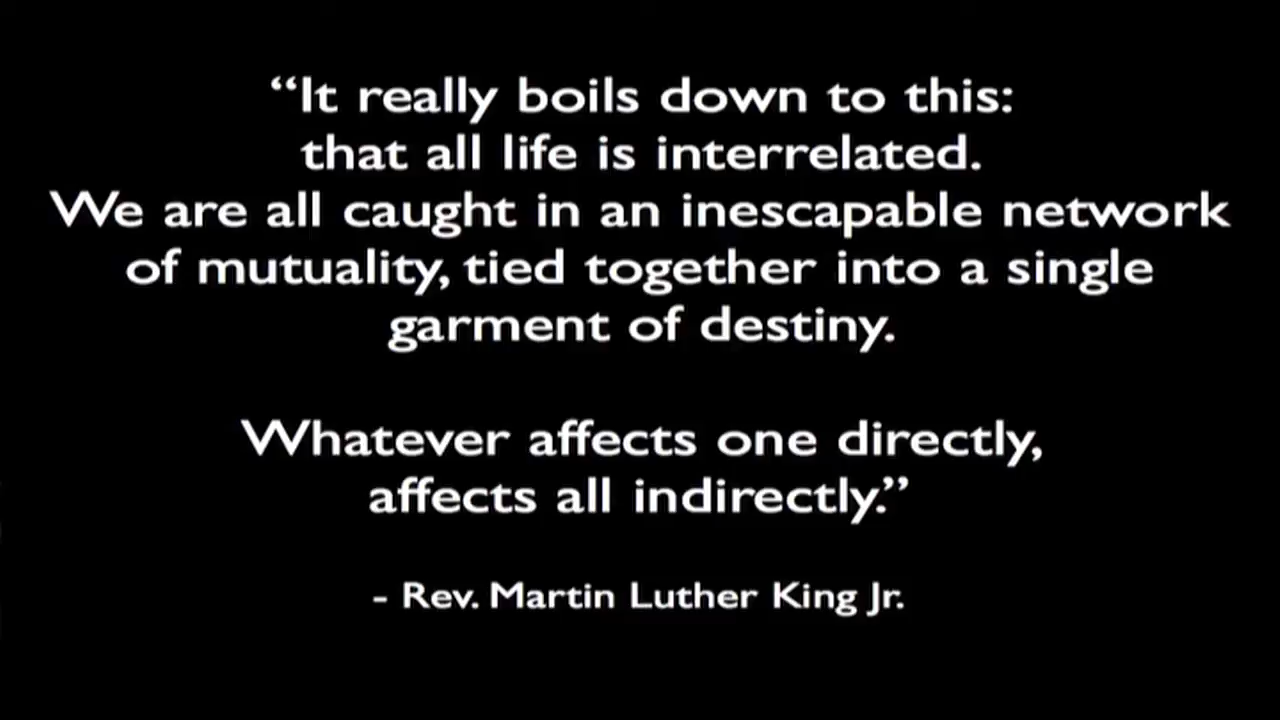 “It really boils down to this:
that all life is interrelated.
We are all caught in an inescapable network
of mutuality, tied together into a single
garment of destiny.
Whatever affects one directly,
affects all indirectly.”
- Rev. Martin Luther King Jr.